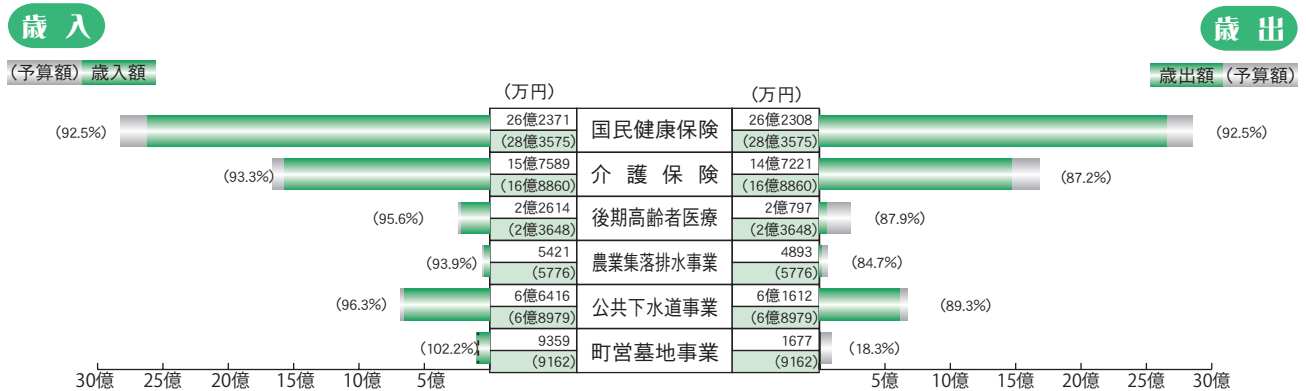 歳入
歳出
(予算額) 歳入額
歳出額 (予算額)
(万円)
(万円)
(92.5%) 26億2371 国民健康保険 26億2308 (92.5%)
(28億3575) (28億3575)
(93.3%) 15億7589 介護保険 14億7221 (87.2%)
(16億8860) (16億8860)
(95.6%) 2億2614 後期高齢者医療 2億797 (87.9%)
(2億3648) (2億3648)
(93.9%) 5421 農業集落排水事業 4893 (84.7%)
(5776) (5776)
(96.3%) 6億6416 公共下水道事業 6億1612 (89.3%)
(6億8979) (6億8979)
(102.2%) 9359 町営墓地事業 1677 (18.3%)
(9162) (9162)
30億 25億 20億 15億 10億 5億 5億 10億 15億 20億 25億 30億